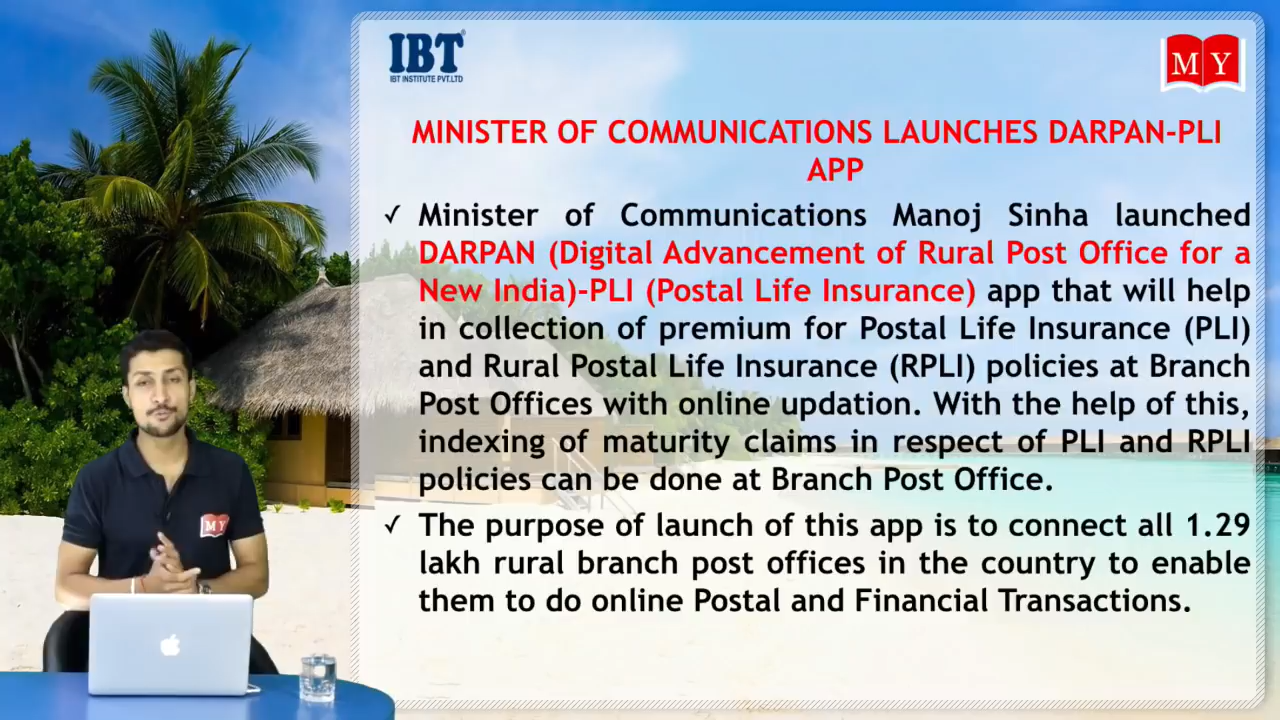 IBT
IBT INSTITUTE PVT.LTD
M Y
MINISTER OF COMMUNICATIONS LAUNCHES DARPAN-PLI
APP
✓ Minister of Communications Manoj Sinha launched
DARPAN (Digital Advancement of Rural Post Office for a
New India)-PLI (Postal Life Insurance) app that will help
in collection of premium for Postal Life Insurance (PLI)
and Rural Postal Life Insurance (RPLI) policies at Branch
Post Offices with online updation. With the help of this,
indexing of maturity claims in respect of PLI and RPLI
policies can be done at Branch Post Office.
✓ The purpose of launch of this app is to connect all 1.29
lakh rural branch post offices in the country to enable
them to do online Postal and Financial Transactions.
MY